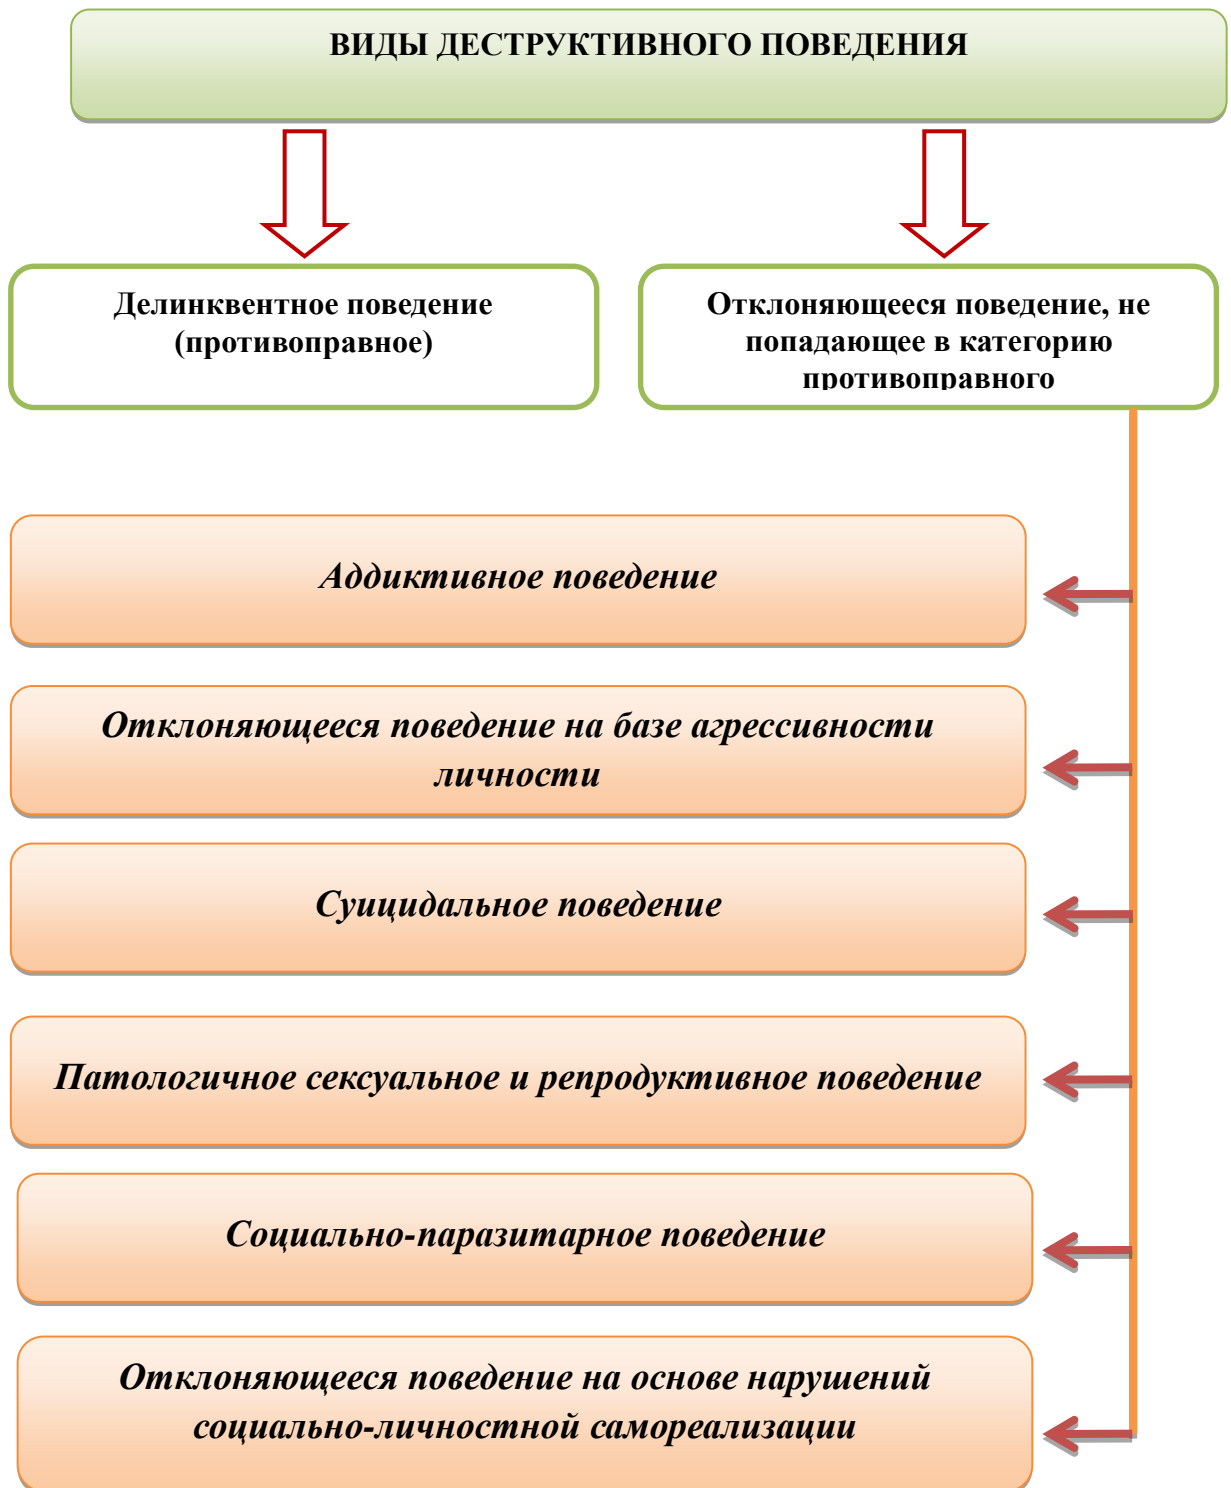 ВИДЫ ДЕСТРУКТИВНОГО ПОВЕДЕНИЯ
Делинквентное поведение
(противоправное)
Отклоняющееся поведение, не
попадающее в категорию
противоправного
Аддиктивное поведение
Отклоняющееся поведение на базе агрессивности
личности
Суицидальное поведение
Патологичное сексуальное и репродуктивное поведение
Социально-паразитарное поведение
Отклоняющееся поведение на основе нарушений
социально-личностной самореализации